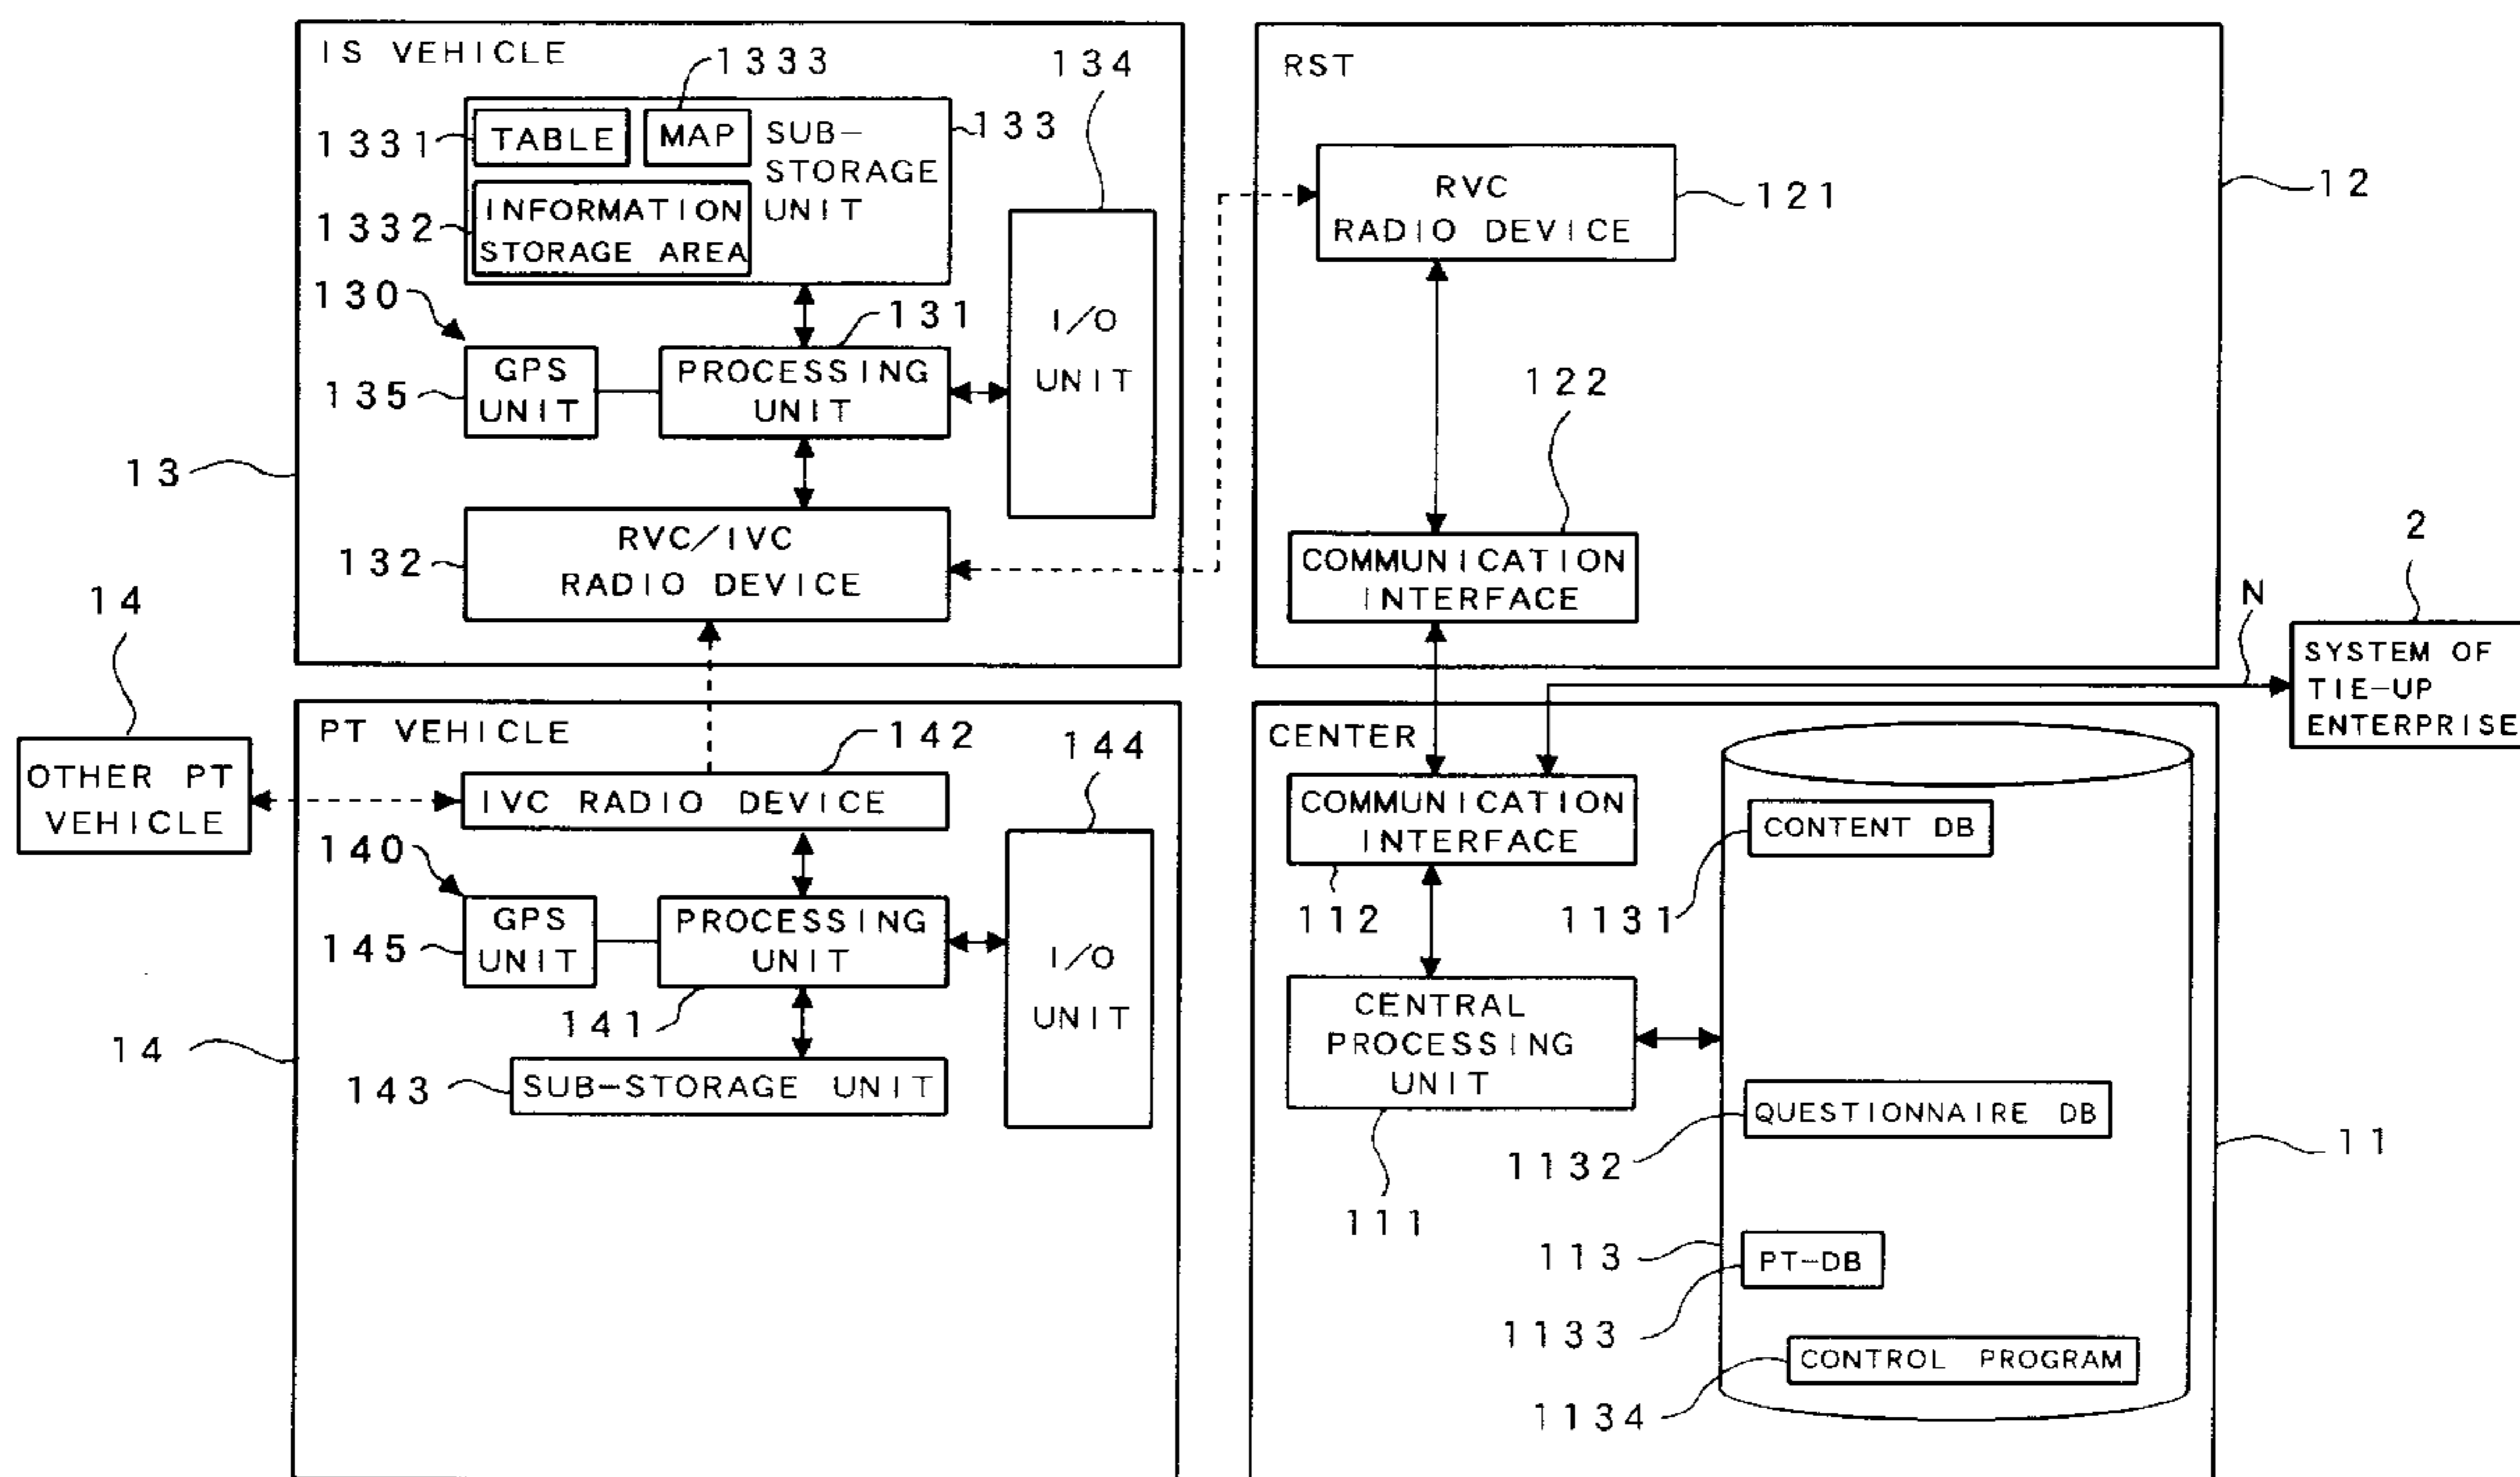 IS VEHICLE
1333
134
1331
TABLE
MAP
SUB-
STORAGE
UNIT
133
1332
INFORMATION
STORAGE AREA
130
131
135
GPS
UNIT
PROCESSING
UNIT
I/O
UNIT
13
132
RVC/IVC
RADIO DEVICE
RST
RVC
RADIO DEVICE
121
12
122
COMMUNICATION
INTERFACE
2
N
SYSTEM OF
TIE-UP
ENTERPRISE
14
OTHER PT
VEHICLE
PT VEHICLE
142
144
IVC RADIO DEVICE
140
145
GPS
UNIT
PROCESSING
UNIT
141
I/O
UNIT
14
143
SUB-STORAGE UNIT
CENTER
COMMUNICATION
INTERFACE
112
CONTENT DB
1131
CENTRAL
PROCESSING
UNIT
111
QUESTIONNAIRE DB
1132
11
113
PT-DB
1133
CONTROL PROGRAM
1134